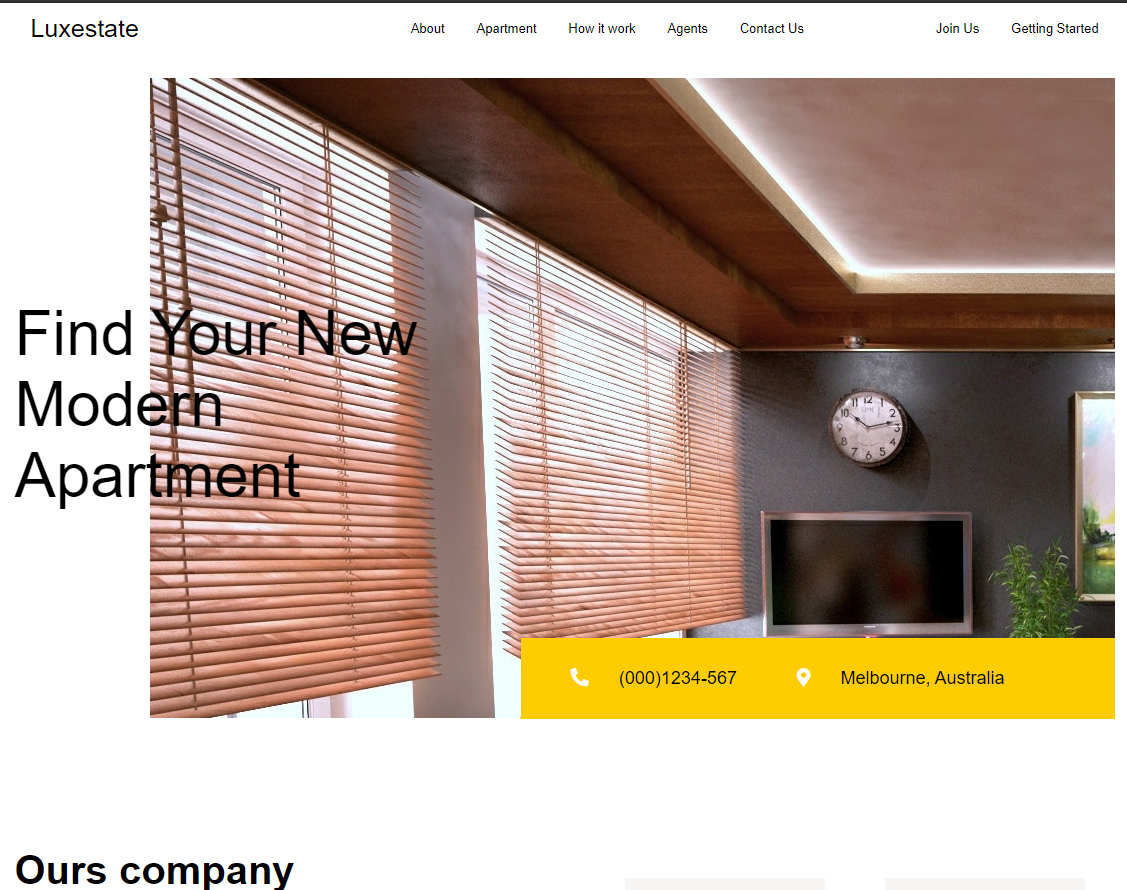 Luxestate
About
Apartment
How it work
Agents
Contact Us
Join Us
Getting Started
Find Your New
Modern
Apartment
(000)1234-567
Melbourne, Australia
Ours company